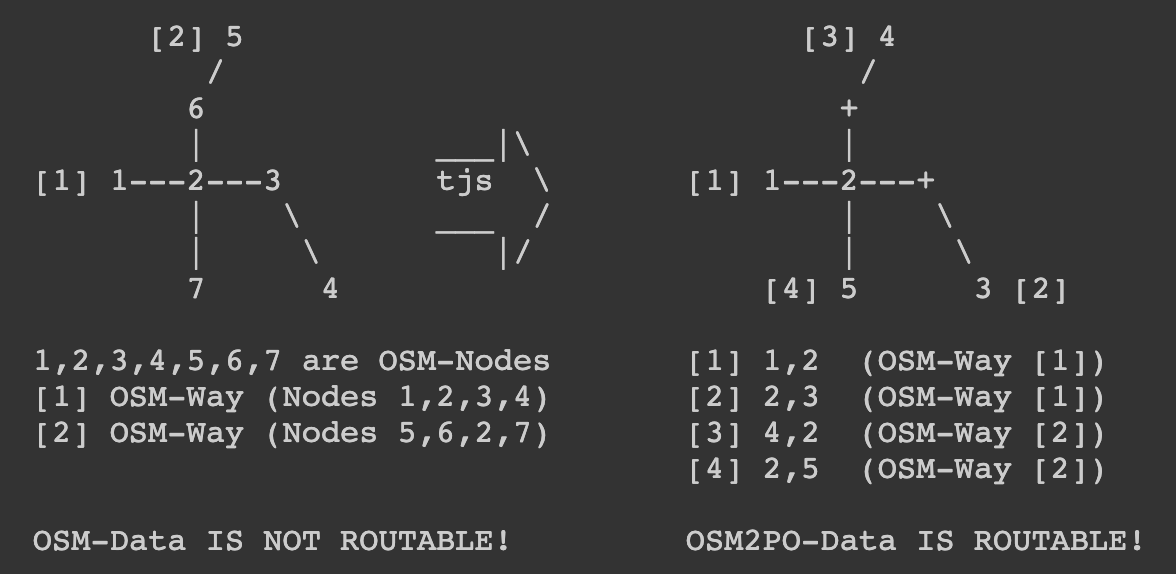 [2] 5                                [3] 4
   /                                    /
  6                                    +
  |               ___|\                |
[1] 1---2---3     tjs  \     [1] 1---2---+
        |    \    ___  /             |    \
        |     \      |/              |     \
        7      4                 [4] 5      3 [2]
1,2,3,4,5,6,7 are OSM-Nodes    [1] 1,2  (OSM-Way [1])
[1] OSM-Way (Nodes 1,2,3,4)    [2] 2,3  (OSM-Way [1])
[2] OSM-Way (Nodes 5,6,2,7)    [3] 4,2  (OSM-Way [2])
                               [4] 2,5  (OSM-Way [2])
OSM-Data IS NOT ROUTABLE!      OSM2PO-Data IS ROUTABLE!